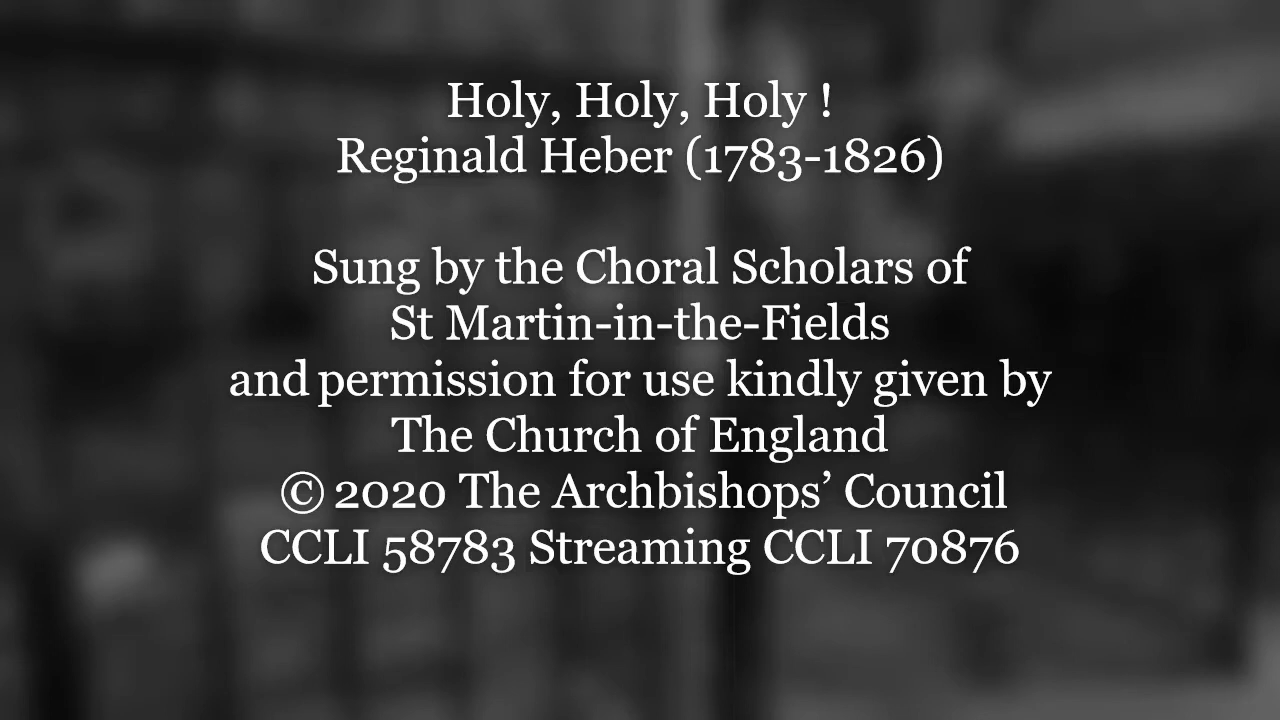 Holy, Holy, Holy !
Reginald Heber (1783-1826)
Sung by the Choral Scholars of
St Martin-in-the-Fields
and permission for use kindly given by
The Church of England
© 2020 The Archbishops’ Council
CCLI 58783 Streaming CCLI 70876